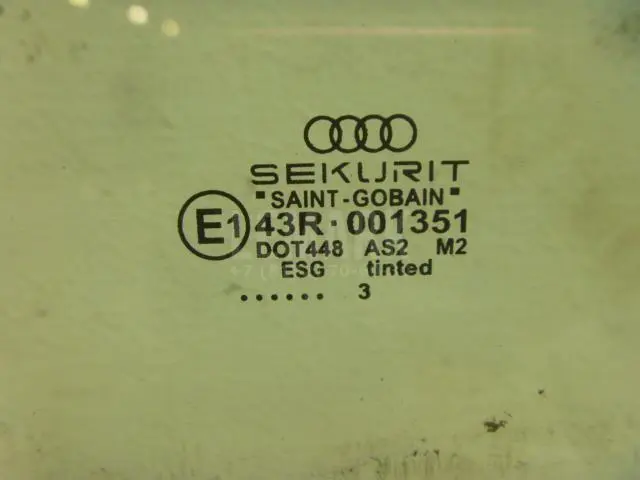 SEKURIT
"SAINT-GOBAIN"
E1 43R·001351
DOT448 AS2 M2
ESG tinted
...... 3